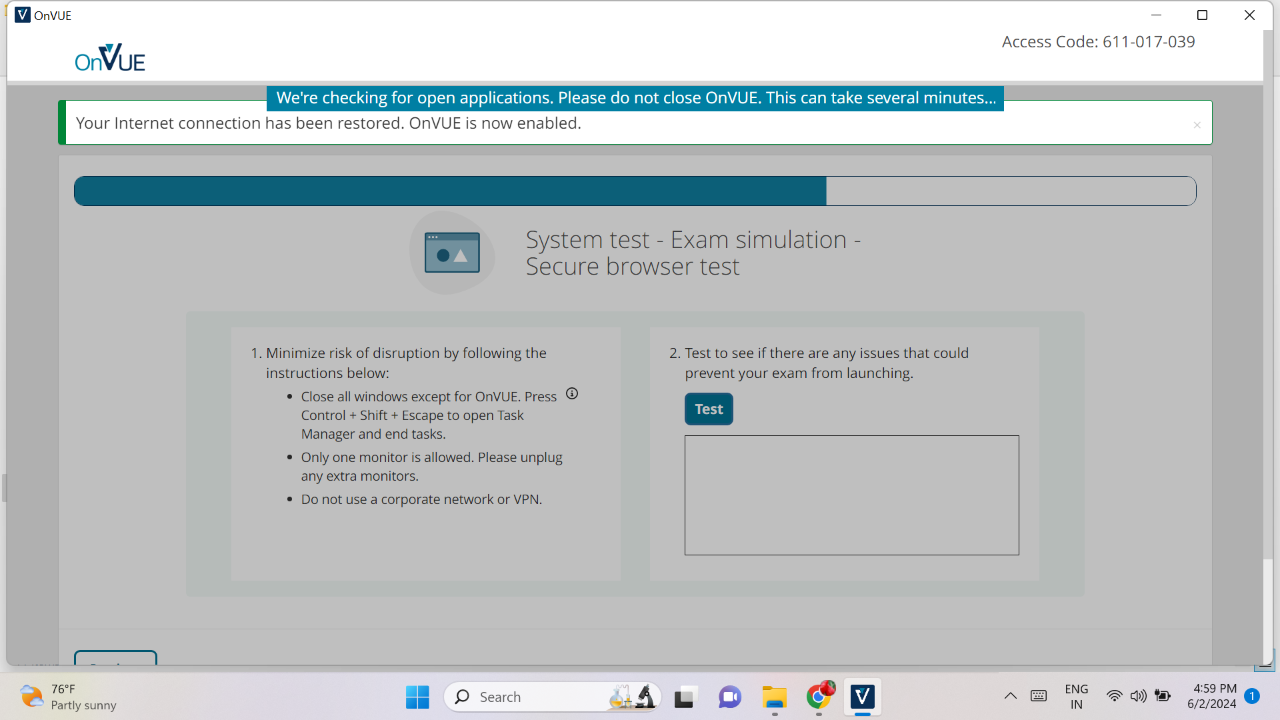 OnVUE
Access Code: 611-017-039
OnVUE
We're checking for open applications. Please do not close OnVUE. This can take several minutes...
Your Internet connection has been restored. OnVUE is now enabled.
×
System test - Exam simulation -
Secure browser test
1. Minimize risk of disruption by following the
instructions below:
• Close all windows except for OnVUE. Press
Control + Shift + Escape to open Task
Manager and end tasks.
• Only one monitor is allowed. Please unplug
any extra monitors.
• Do not use a corporate network or VPN.
2. Test to see if there are any issues that could
prevent your exam from launching.
Test
76°F
Partly sunny
Search
ENG
IN
4:59 PM
6/2/2024
1